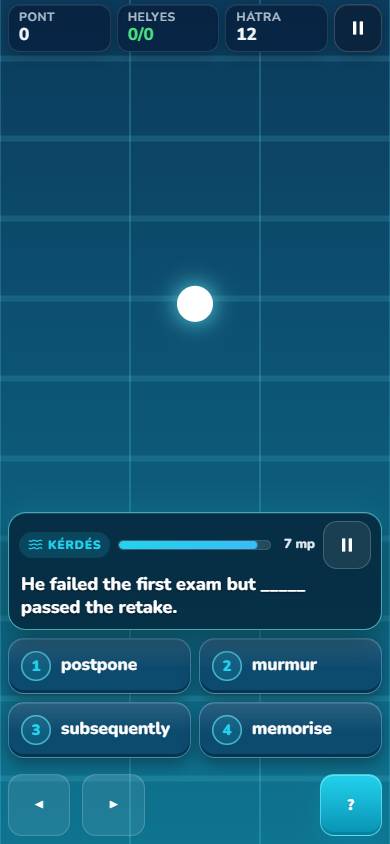 PONT
0
HELYES
0/0
HÁTRA
12
KÉRDÉS
7 mp
He failed the first exam but _____
passed the retake.
1 postpone
2 murmur
3 subsequently
4 memorise
?